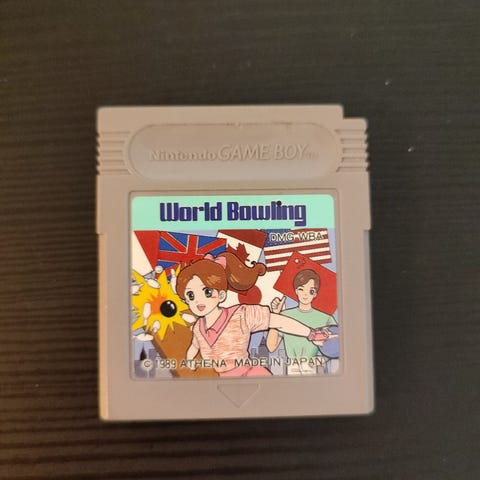 Nintendo GAME BOY TM
World Bowling
DMG-WBA
© 1989 ATHENA MADE IN JAPAN